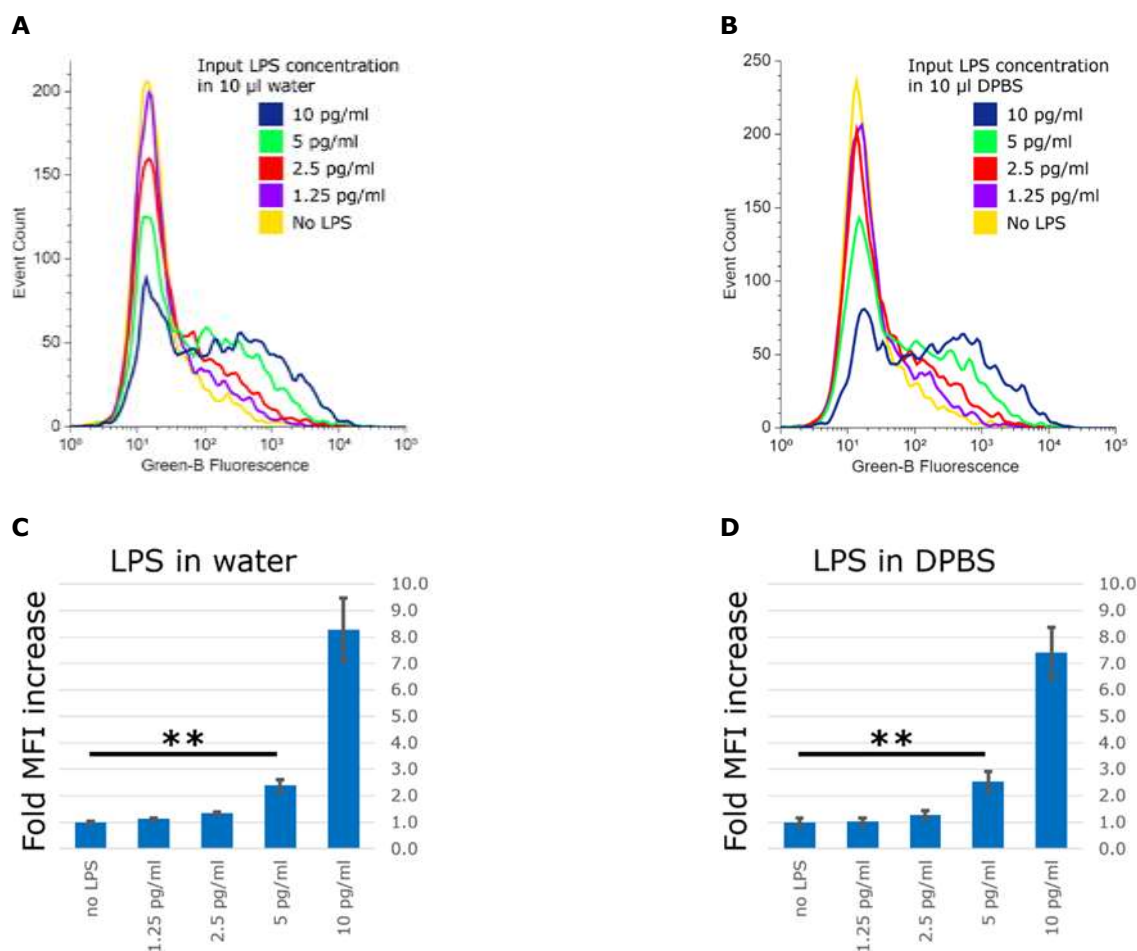 A
Input LPS concentration
in 10 µl water
10 pg/ml
5 pg/ml
2.5 pg/ml
1.25 pg/ml
No LPS
Event Count
200
150
100
50
0
10⁰ 10¹ 10² 10³ 10⁴ 10⁵
Green-B Fluorescence
B
Input LPS concentration
in 10 µl DPBS
10 pg/ml
5 pg/ml
2.5 pg/ml
1.25 pg/ml
No LPS
Event Count
250
200
150
100
50
0
10⁰ 10¹ 10² 10³ 10⁴ 10⁵
Green-B Fluorescence
C
LPS in water
Fold MFI increase
**
10.0
9.0
8.0
7.0
6.0
5.0
4.0
3.0
2.0
1.0
0.0
no LPS
1.25 pg/ml
2.5 pg/ml
5 pg/ml
10 pg/ml
D
LPS in DPBS
Fold MFI increase
**
10.0
9.0
8.0
7.0
6.0
5.0
4.0
3.0
2.0
1.0
0.0
no LPS
1.25 pg/ml
2.5 pg/ml
5 pg/ml
10 pg/ml